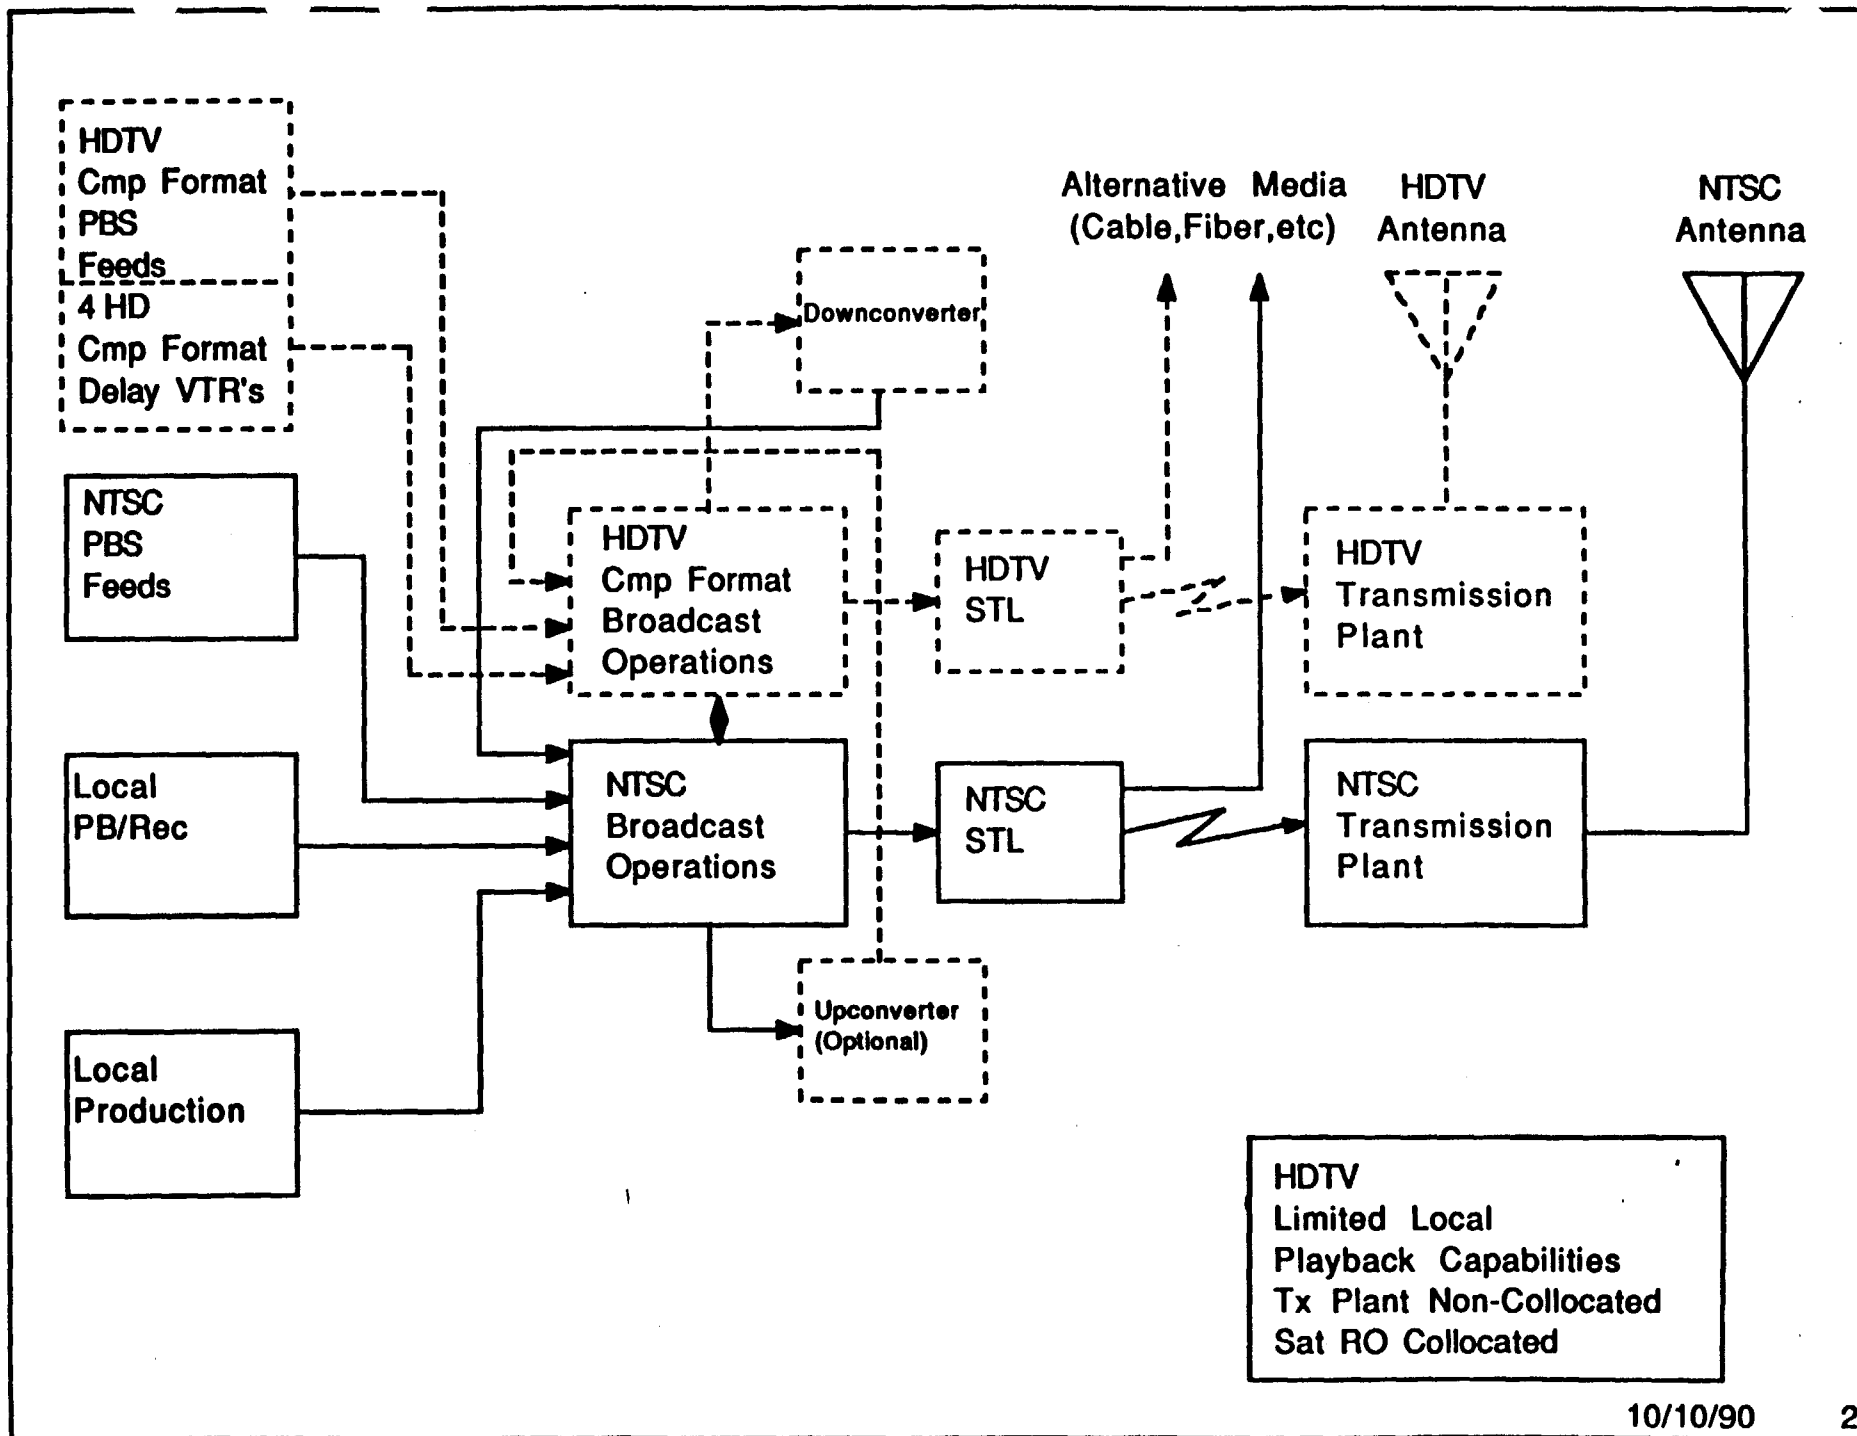 HDTV
Cmp Format
PBS
Feeds
4 HD
Cmp Format
Delay VTR's
NTSC
PBS
Feeds
Local
PB/Rec
Local
Production
Downconverter
HDTV
Cmp Format
Broadcast
Operations
NTSC
Broadcast
Operations
Upconverter
(Optional)
HDTV
STL
NTSC
STL
Alternative Media
(Cable,Fiber,etc)
HDTV
Antenna
NTSC
Antenna
HDTV
Transmission
Plant
NTSC
Transmission
Plant
HDTV
Limited Local
Playback Capabilities
Tx Plant Non-Collocated
Sat RO Collocated
10/10/90
2